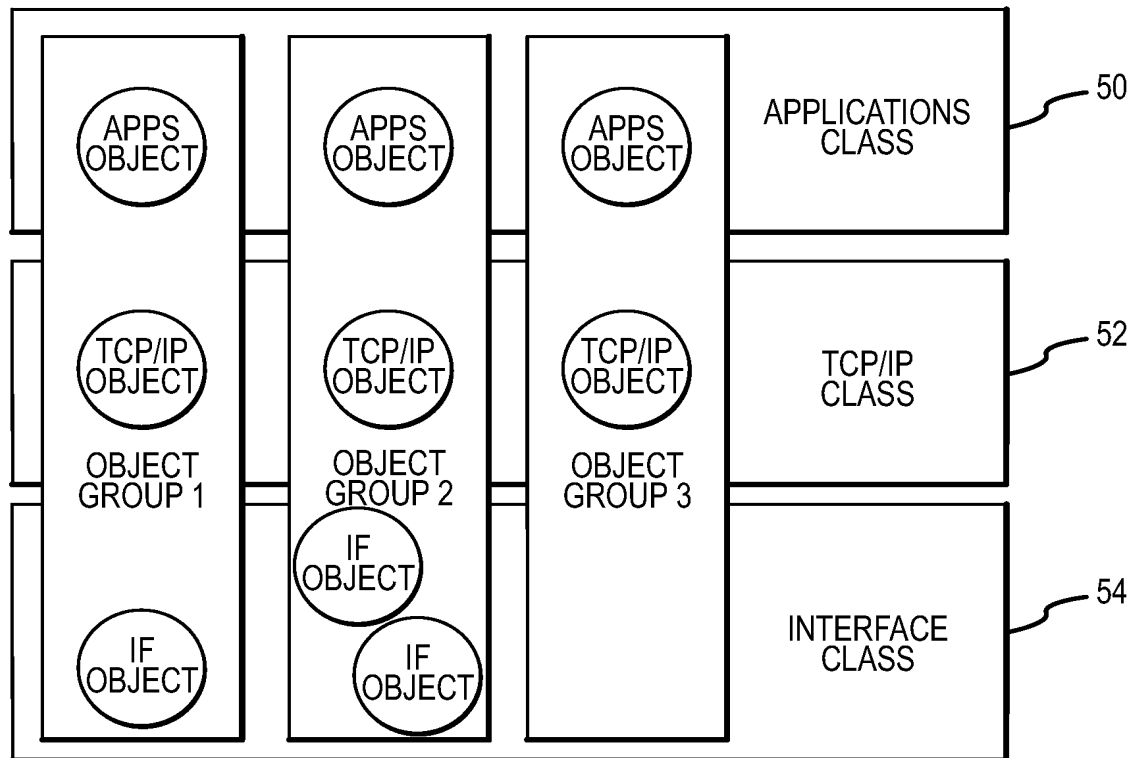 APPS
OBJECT
APPS
OBJECT
APPS
OBJECT
APPLICATIONS
CLASS
50
TCP/IP
OBJECT
TCP/IP
OBJECT
TCP/IP
OBJECT
TCP/IP
CLASS
52
OBJECT
GROUP 1
OBJECT
GROUP 2
OBJECT
GROUP 3
IF
OBJECT
IF
OBJECT
IF
OBJECT
INTERFACE
CLASS
54